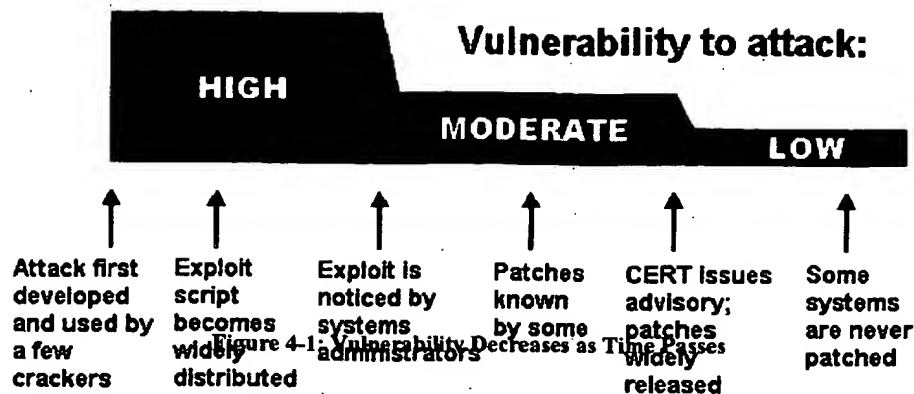 Vulnerability to attack:
HIGH
MODERATE
LOW
Attack first
developed
and used by
a few
crackers
Exploit
script
becomes
widely
distributed
Exploit is
noticed by
systems
administrators
Patches
known
by some
CERT issues
advisory;
patches
widely
released
Some
systems
are never
patched
Figure 4-1: Vulnerability Decreases as Time Passes